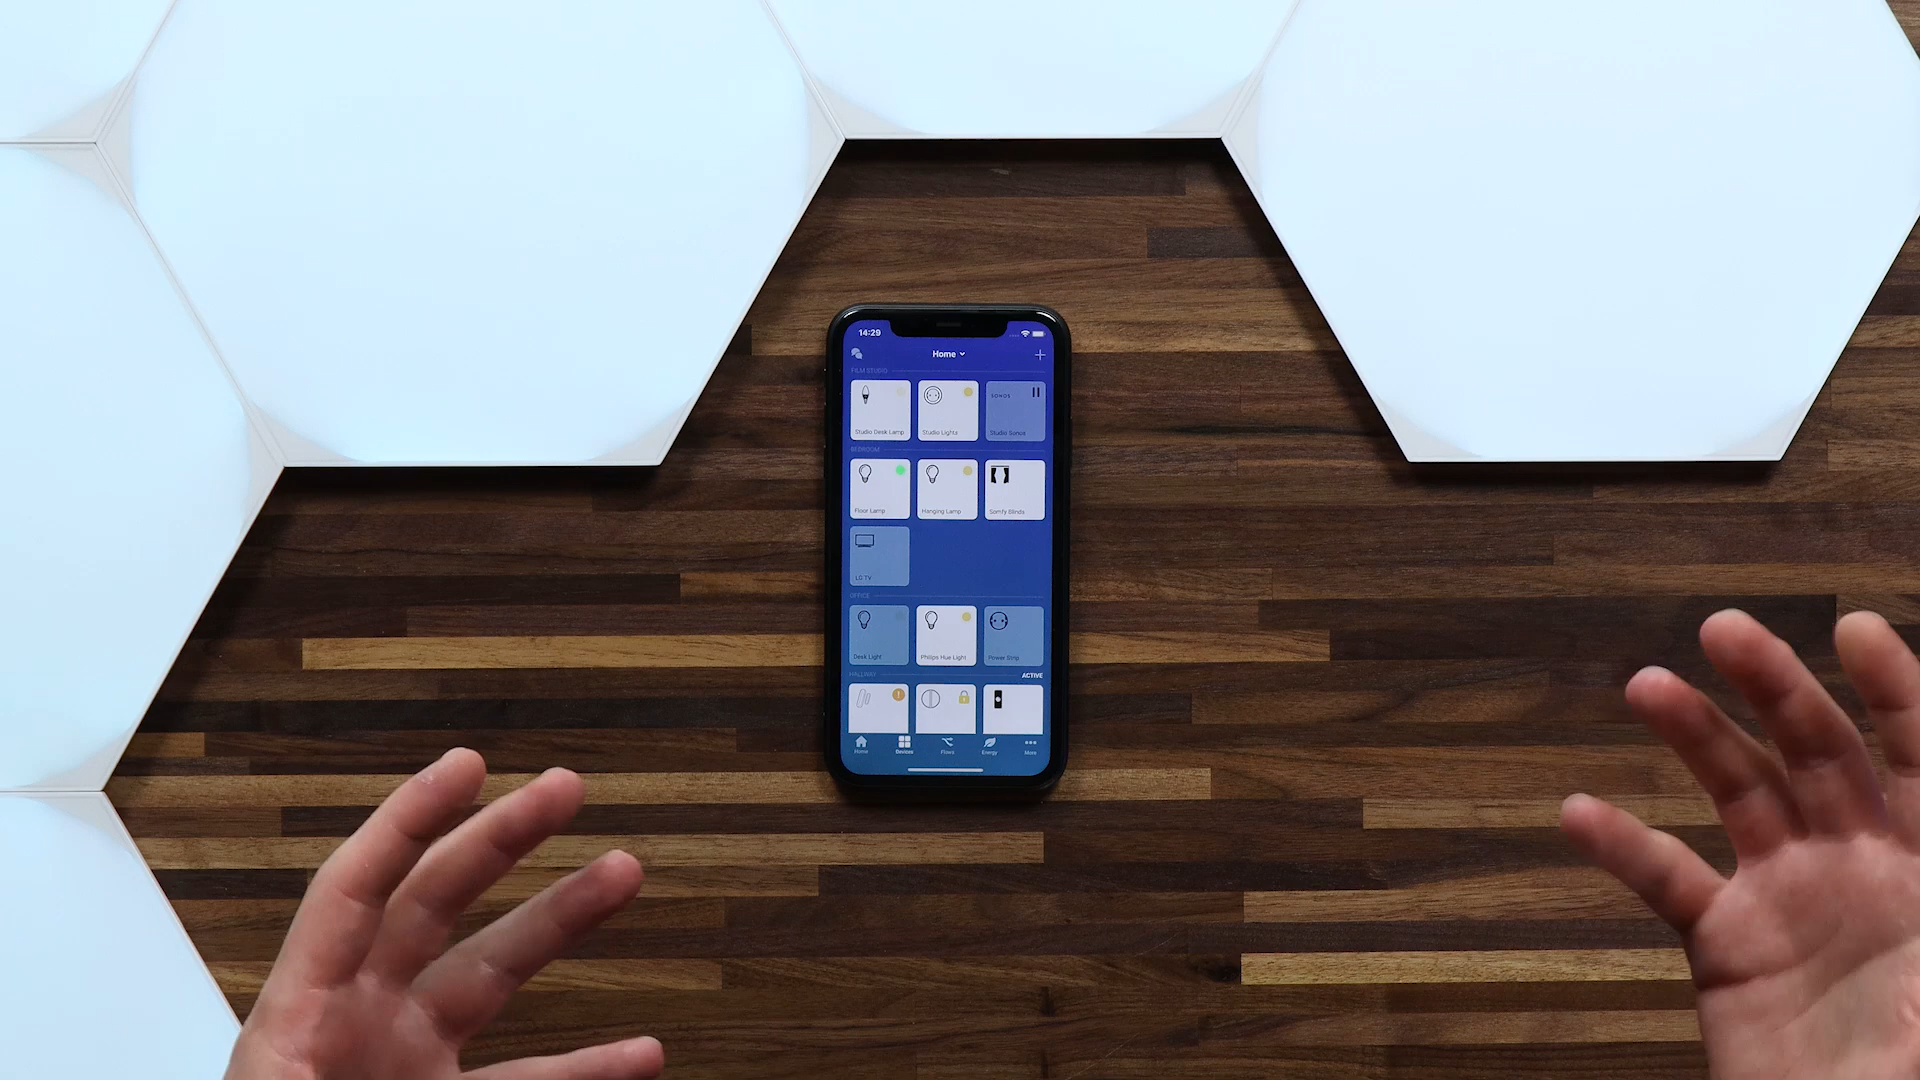 14:29
Home
FILM STUDIO
SONOS
Studio Desk Lamp
Studio Lights
Studio Sonos
BEDROOM
Floor Lamp
Hanging Lamp
Somfy Blinds
LG TV
OFFICE
Desk Light
Philips Hue Light
Power Strip
HALLWAY
ACTIVE
Home
Devices
Flows
Energy
More